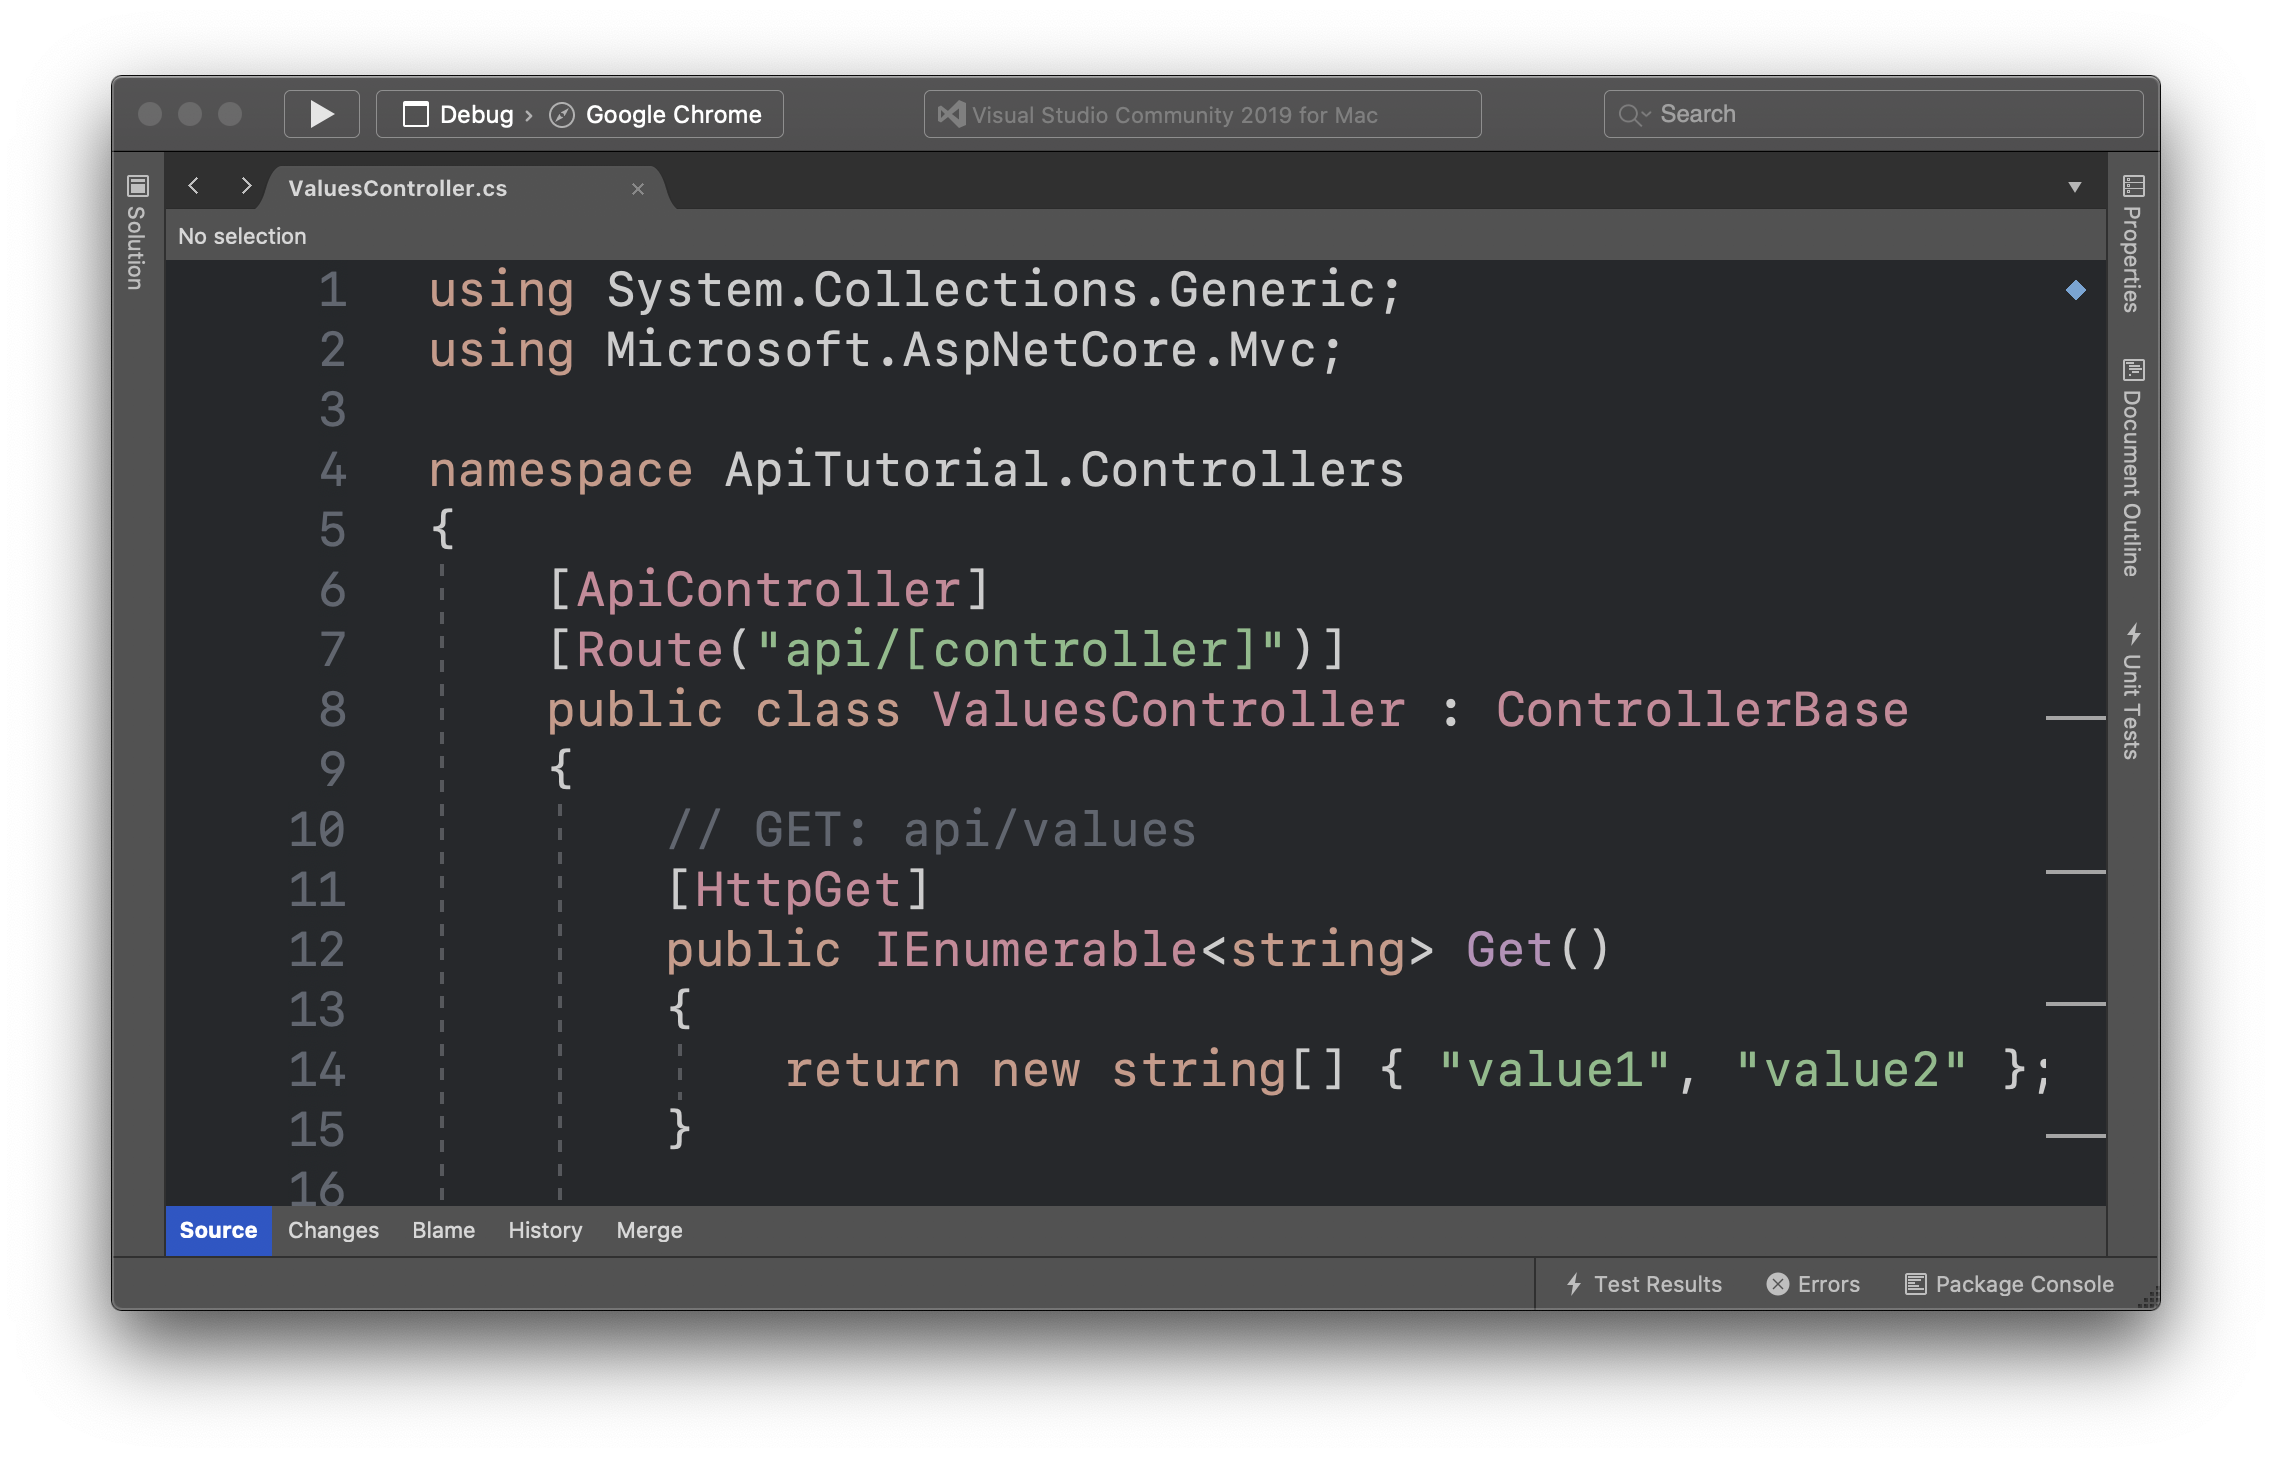 Debug › Google Chrome
Visual Studio Community 2019 for Mac
Search
Solution
ValuesController.cs
No selection
1 using System.Collections.Generic;
2 using Microsoft.AspNetCore.Mvc;
3
4 namespace ApiTutorial.Controllers
5 {
6 [ApiController]
7 [Route("api/[controller]")]
8 public class ValuesController : ControllerBase
9 {
10 // GET: api/values
11 [HttpGet]
12 public IEnumerable<string> Get()
13 {
14 return new string[] { "value1", "value2" };
15 }
16
Properties
Document Outline
Unit Tests
Source Changes Blame History Merge
Test Results Errors Package Console